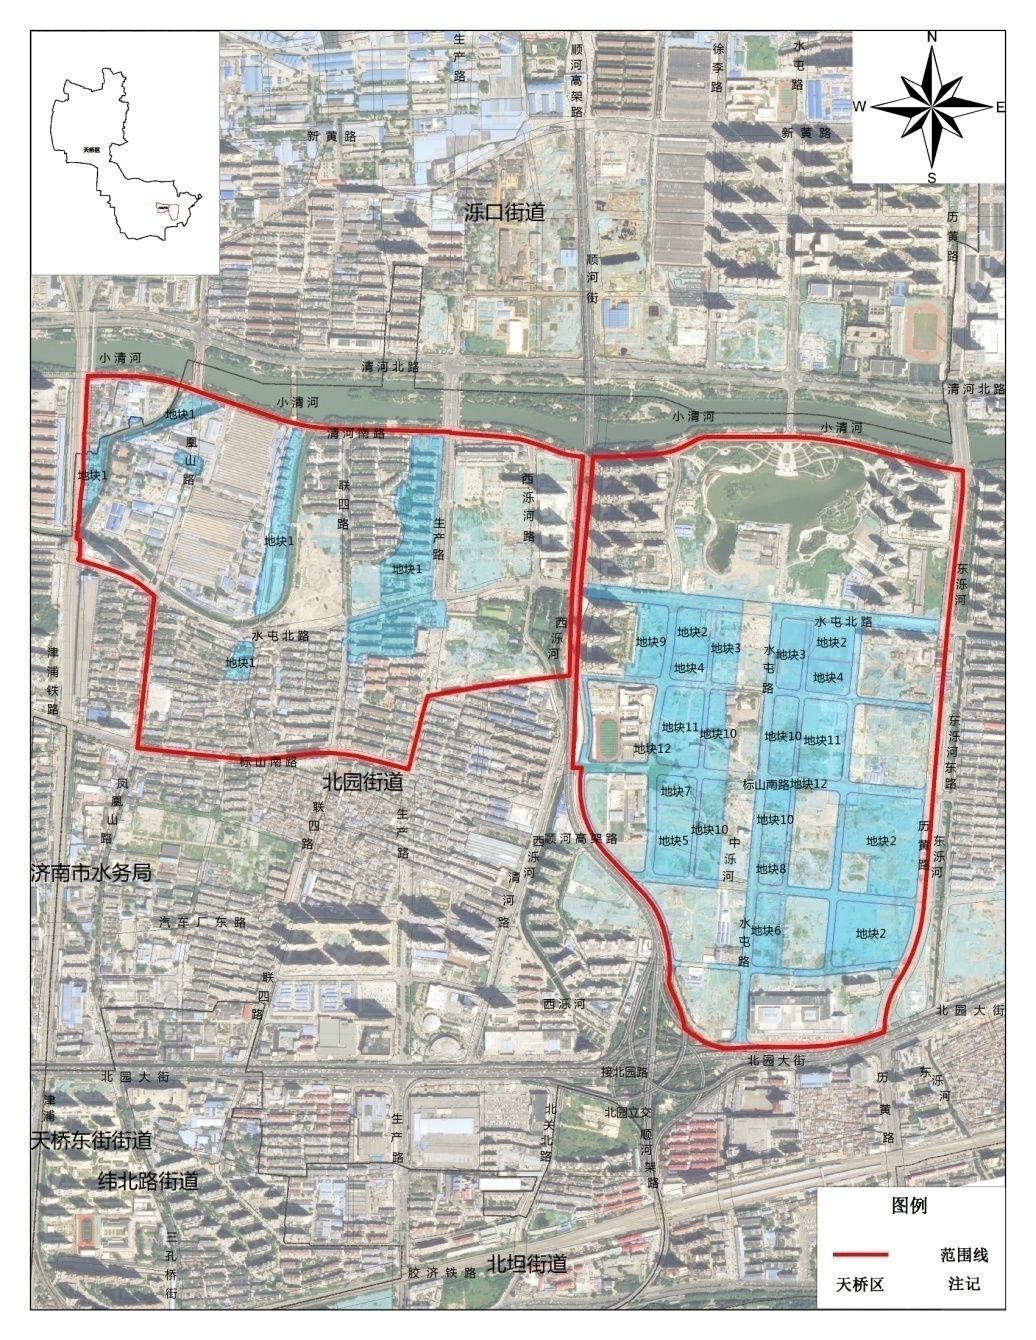 天桥区
N
W
E
S
生产路
顺河高架路
徐李路
水屯路
新黄路
新黄路
泺口街道
历黄路
顺河街
小清河
清河北路
清河北路
小清河
小清河
小清河
地块1
清河南路
凰山路
地块1
联四路
西泺河路
生产路
地块1
地块1
东泺河
西泺河
水屯北路
水屯北路
地块1
地块9
地块2
地块3
地块4
水屯路
地块3
地块2
地块4
津浦铁路
地块11
地块10
地块12
地块10
地块11
东泺河东路
标山南路
北园街道
标山南路
地块12
地块7
地块10
地块10
地块5
凤凰山路
联四路
生产路
顺河高架路
西泺河
中泺河
历黄路
东泺河
地块2
地块8
济南市水务局
清河路
汽车厂东路
水屯路
地块6
地块2
联四路
西泺河
北园大街
北园大街
北园大街
接北园路
历黄路
东泺河
津浦
生产路
北关北路
北园立交
顺河架路
天桥东街街道
纬北路街道
三孔桥街
胶济铁路
北坦街道
图例
范围线
天桥区
注记